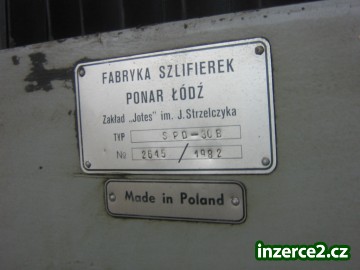 FABRYKA SZLIFIEREK
PONAR ŁÓDŹ
Zakład „Jotes" im. J. Strzelczyka
TYP SPD-30B
No 2645/1982
Made in Poland
inzerce2.cz